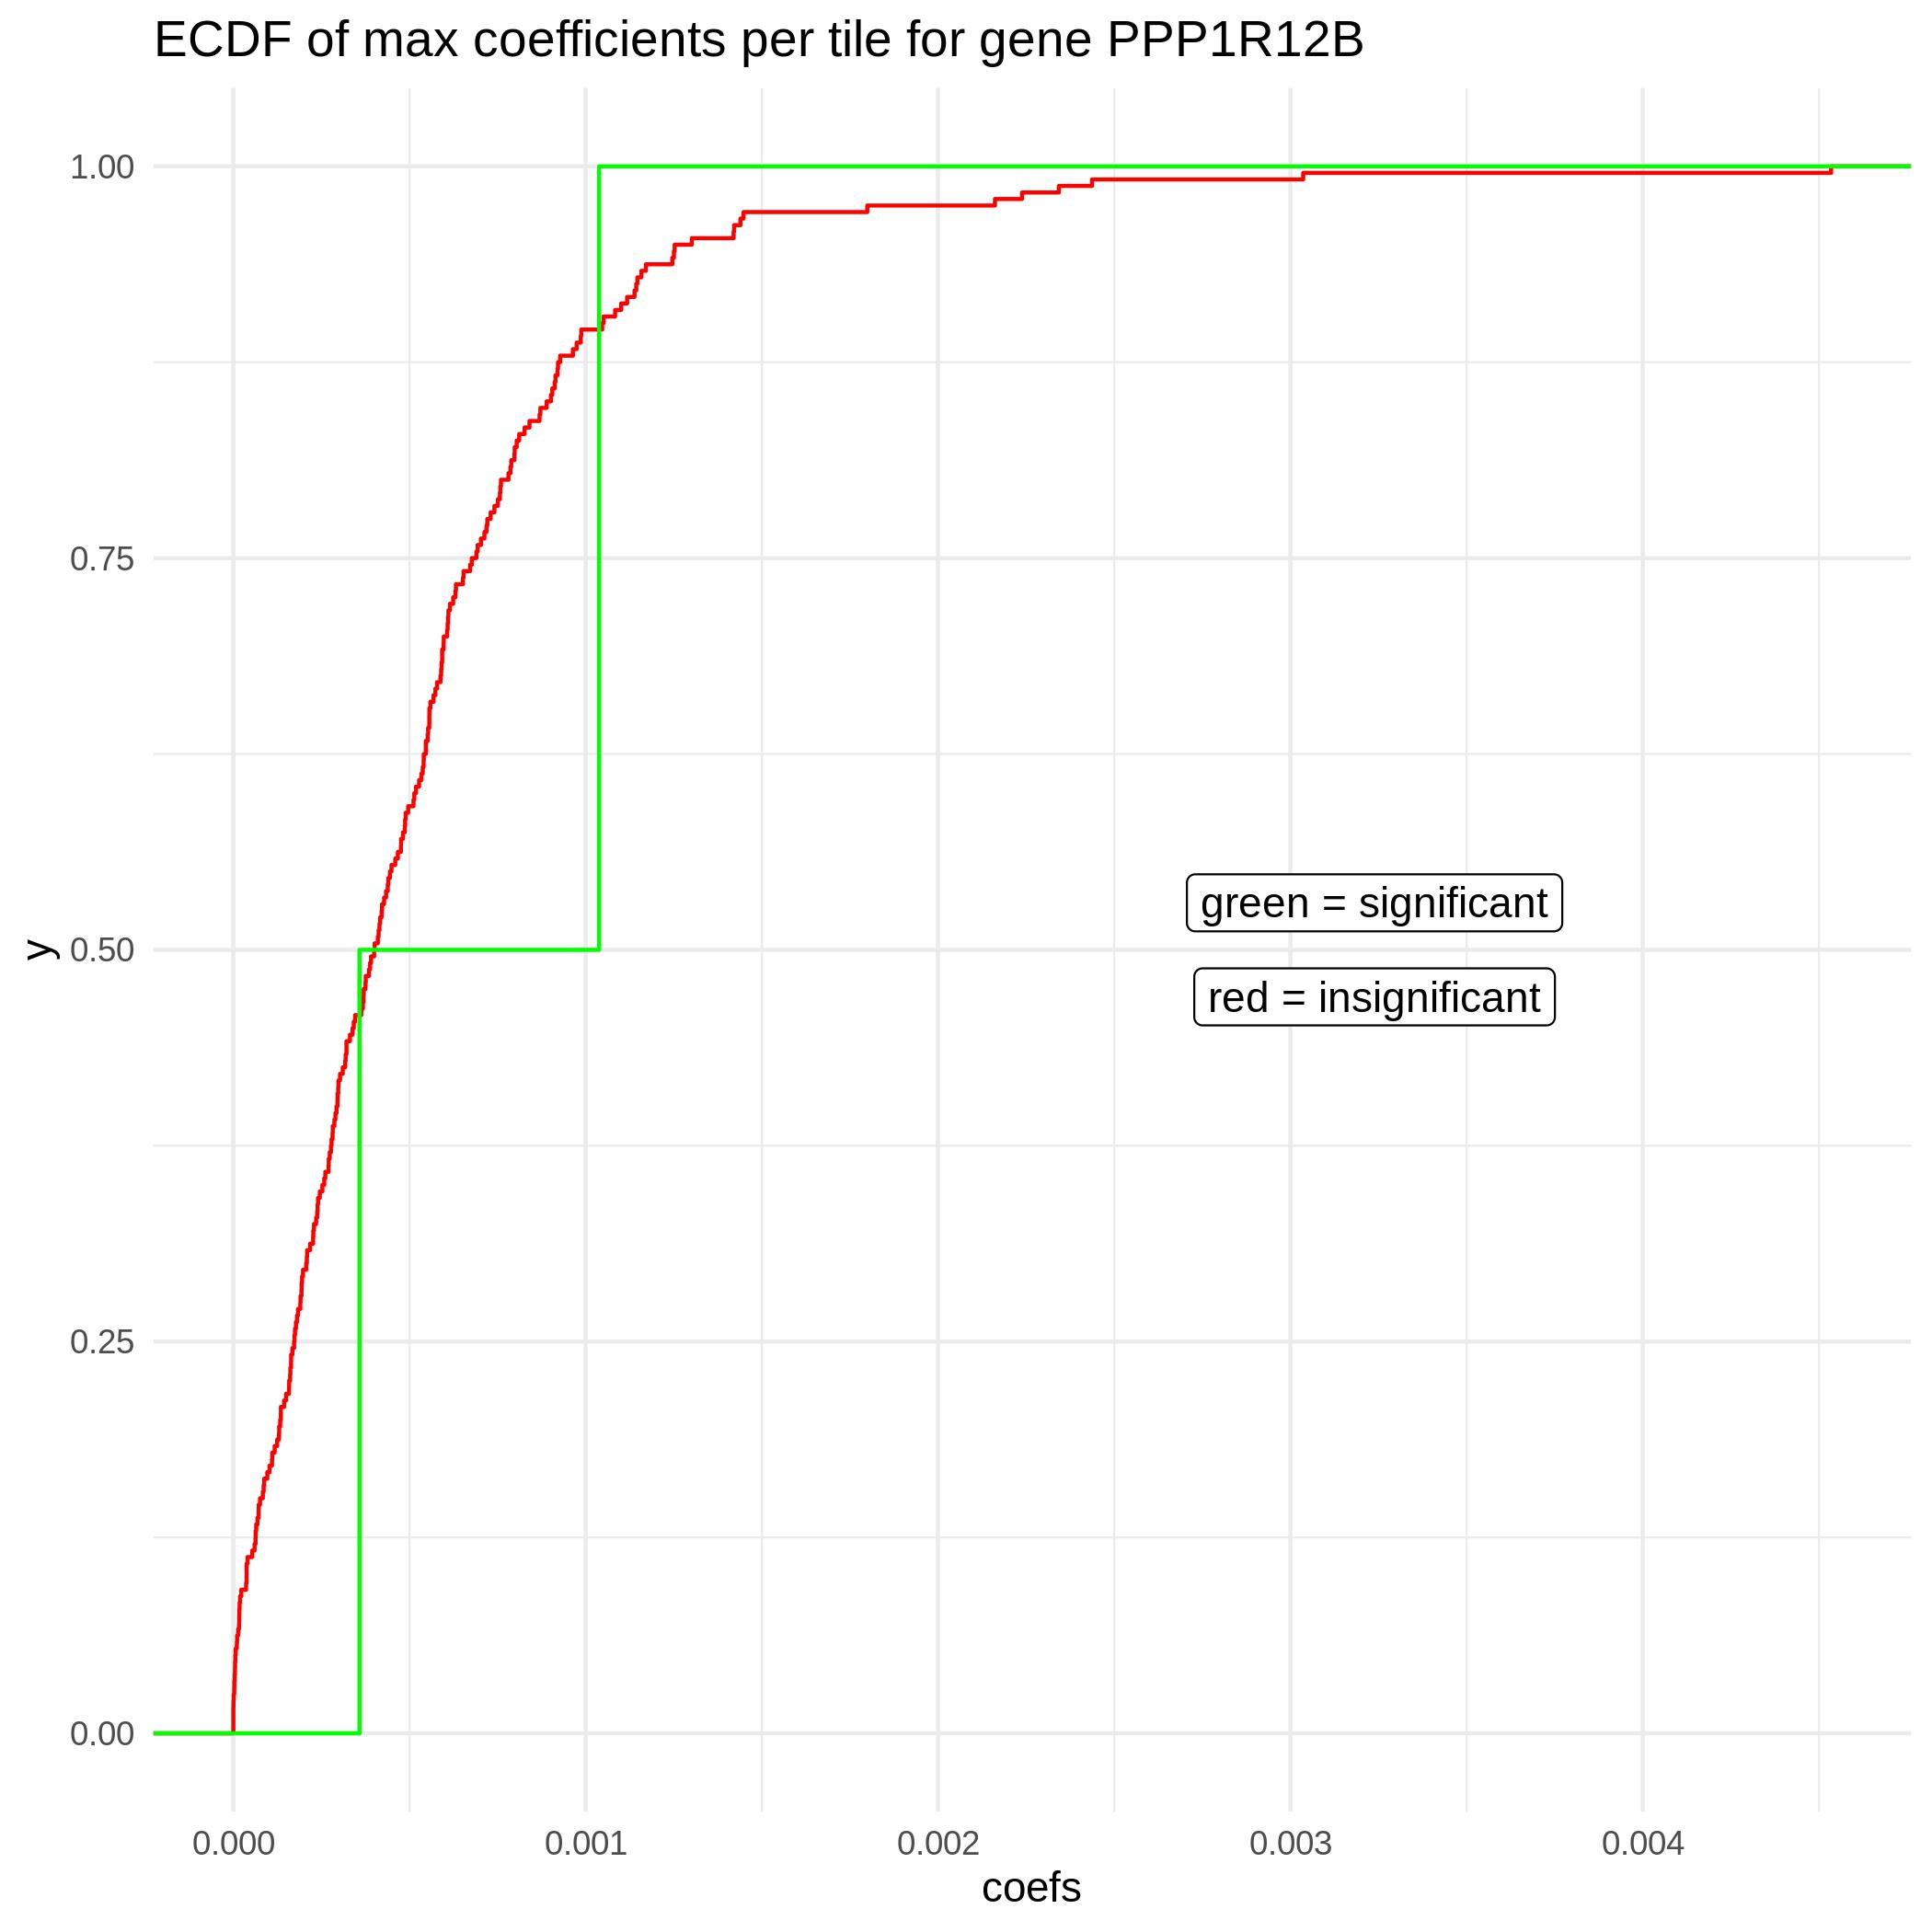 ECDF of max coefficients per tile for gene PPP1R12B
1.00
0.75
0.50
0.25
0.00
y
green = significant
red = insignificant
0.000 0.001 0.002 0.003 0.004
coefs